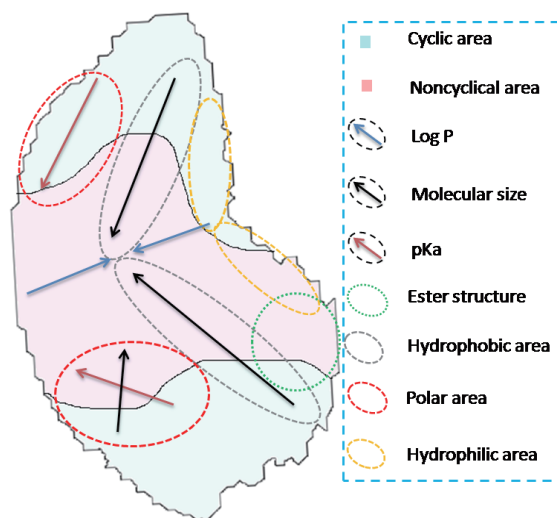 Cyclic area
Noncyclical area
Log P
Molecular size
pKa
Ester structure
Hydrophobic area
Polar area
Hydrophilic area